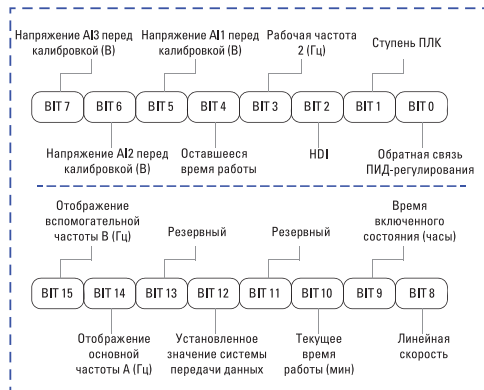 Напряжение AI3 перед
калибровкой (В)
Напряжение AI1 перед
калибровкой (В)
Рабочая частота
2 (Гц)
Ступень ПЛК
BIT 7 BIT 6 BIT 5 BIT 4 BIT 3 BIT 2 BIT 1 BIT 0
Напряжение AI2 перед
калибровкой (В)
Оставшееся
время работы
HDI
Обратная связь
ПИД-регулирования
Отображение
вспомогательной
частоты B (Гц)
Резервный
Резервный
Время
включенного
состояния (часы)
BIT 15 BIT 14 BIT 13 BIT 12 BIT 11 BIT 10 BIT 9 BIT 8
Отображение
основной
частоты A (Гц)
Установленное
значение системы
передачи данных
Текущее
время
работы (мин)
Линейная
скорость